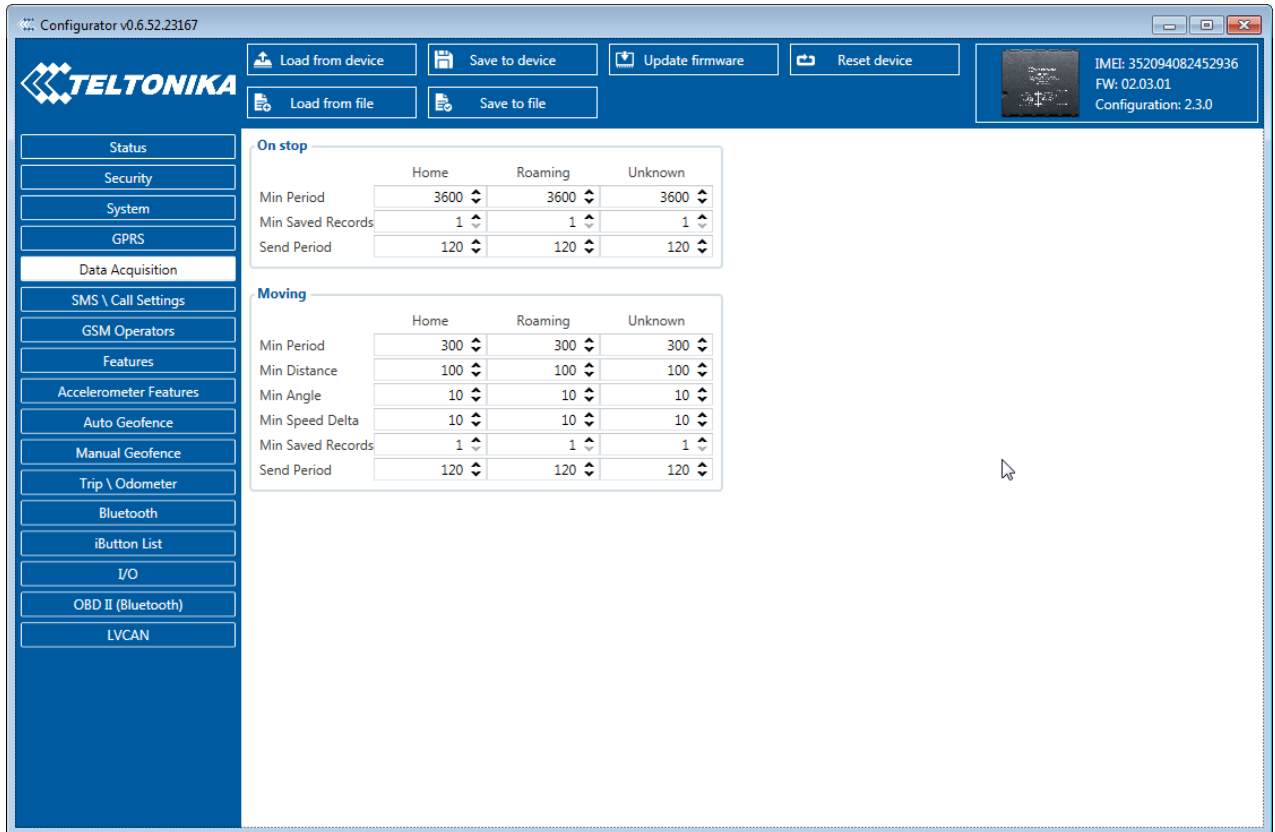 Configurator v0.6.52.23167
TELTONIKA
Load from device
Save to device
Update firmware
Reset device
Load from file
Save to file
IMEI: 352094082452936
FW: 02.03.01
Configuration: 2.3.0
Status
Security
System
GPRS
Data Acquisition
SMS \ Call Settings
GSM Operators
Features
Accelerometer Features
Auto Geofence
Manual Geofence
Trip \ Odometer
Bluetooth
iButton List
I/O
OBD II (Bluetooth)
LVCAN
On stop
Home Roaming Unknown
Min Period 3600 3600 3600
Min Saved Records 1 1 1
Send Period 120 120 120
Moving
Home Roaming Unknown
Min Period 300 300 300
Min Distance 100 100 100
Min Angle 10 10 10
Min Speed Delta 10 10 10
Min Saved Records 1 1 1
Send Period 120 120 120